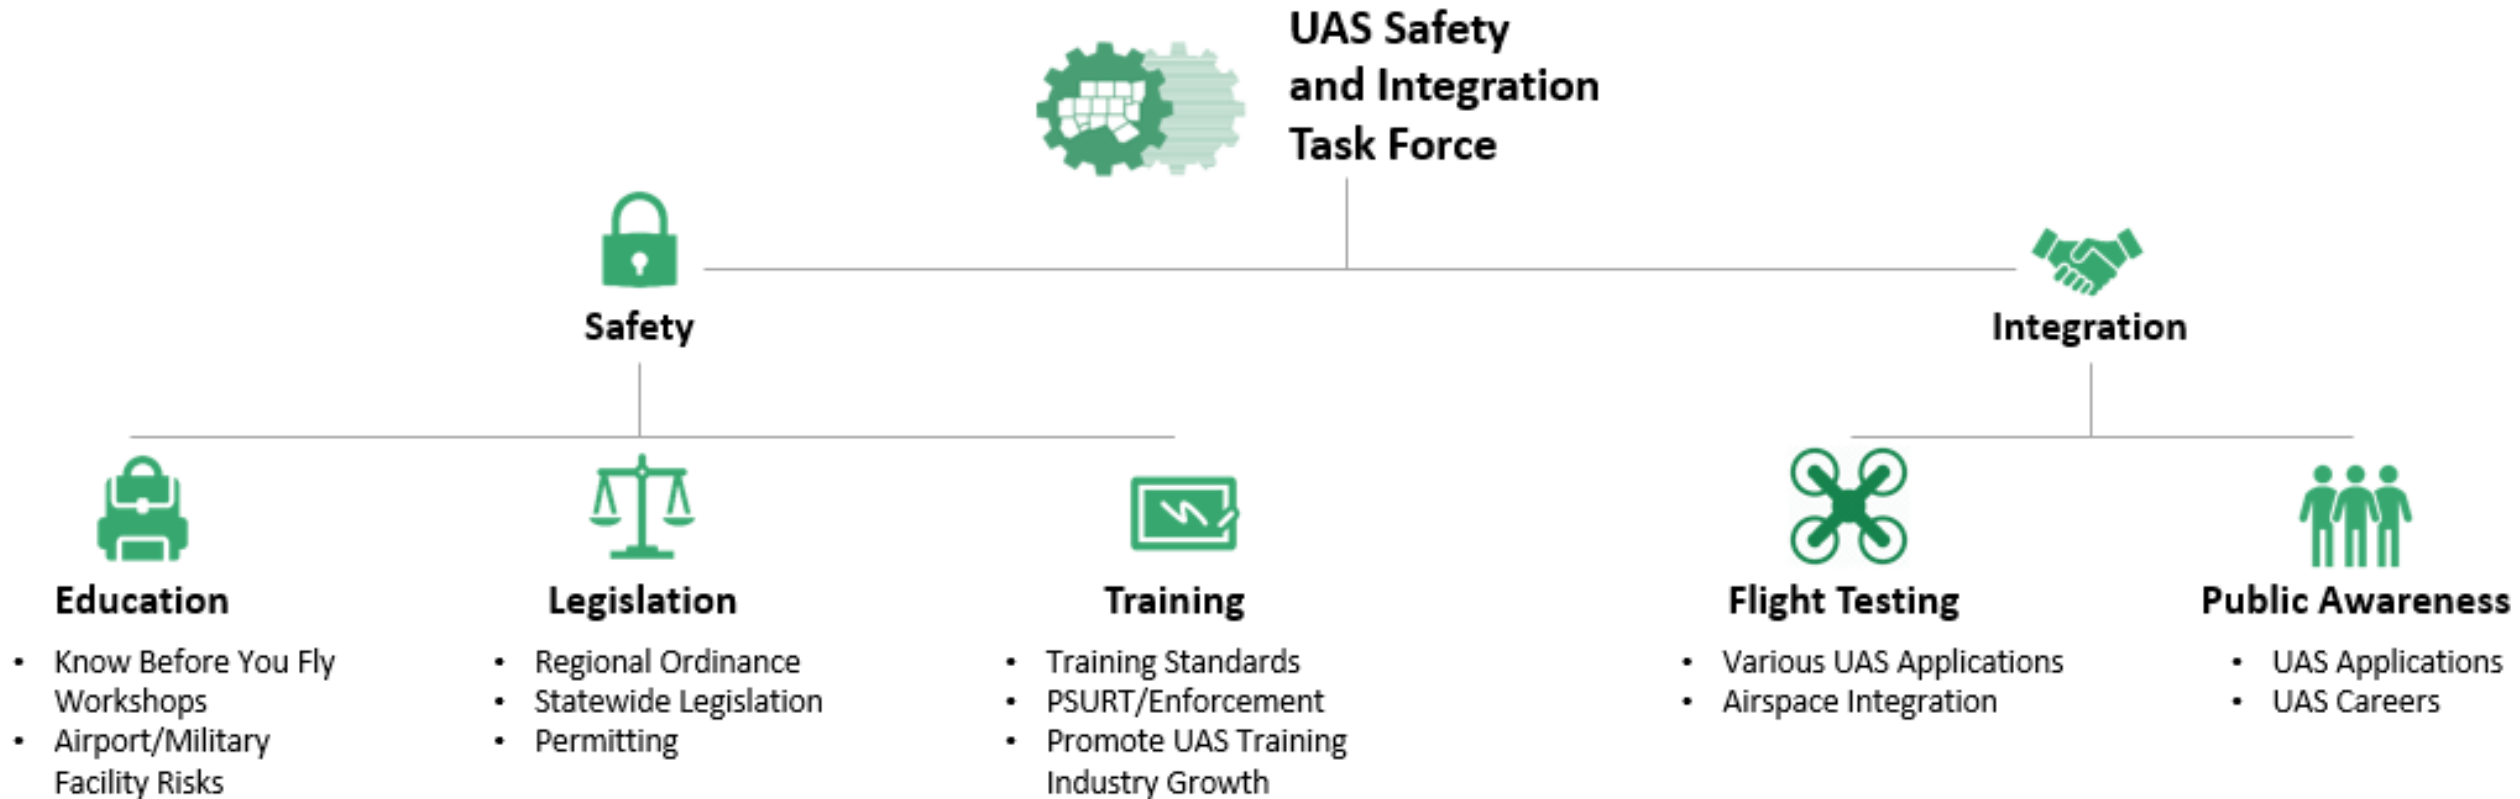 UAS Safety
and Integration
Task Force
Safety
Integration
Education
• Know Before You Fly
Workshops
• Airport/Military
Facility Risks
Legislation
• Regional Ordinance
• Statewide Legislation
• Permitting
Training
• Training Standards
• PSURT/Enforcement
• Promote UAS Training
Industry Growth
Flight Testing
• Various UAS Applications
• Airspace Integration
Public Awareness
• UAS Applications
• UAS Careers